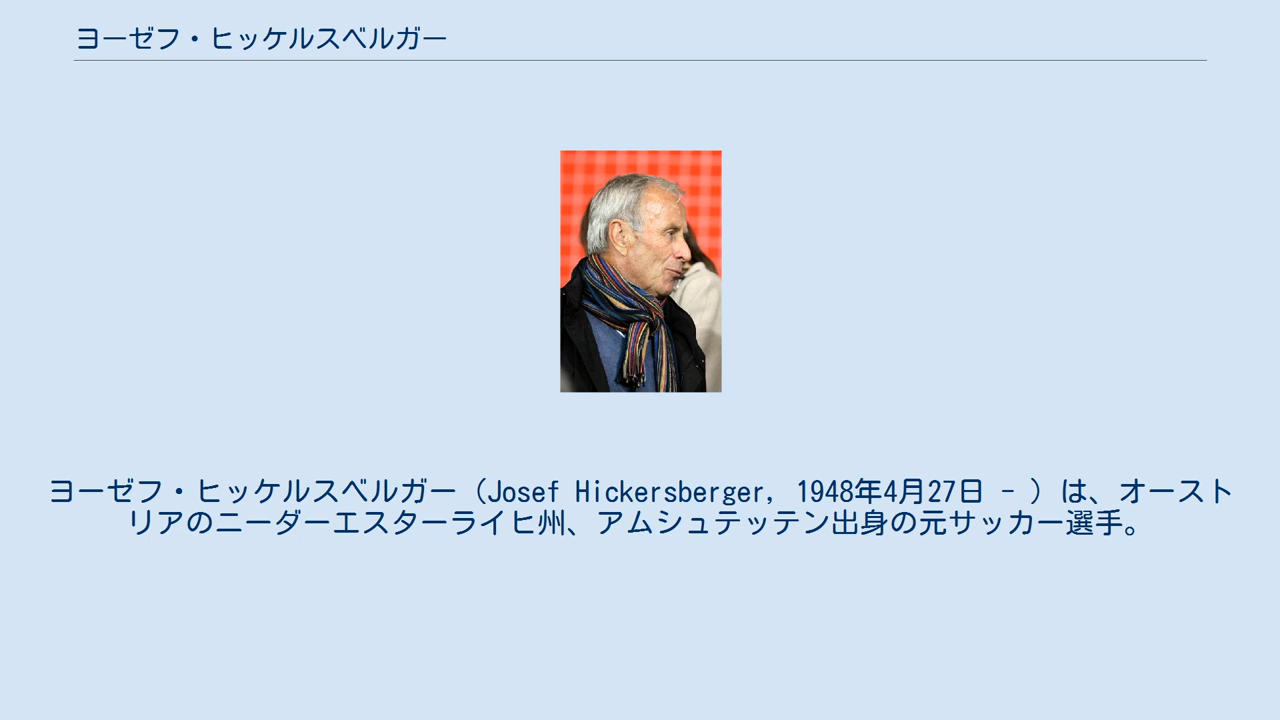 ヨーゼフ・ヒッケルスベルガー
ヨーゼフ・ヒッケルスベルガー（Josef Hickersberger, 1948年4月27日 - ）は、オースト
リアのニーダーエスターライヒ州、アムシュテッテン出身の元サッカー選手。